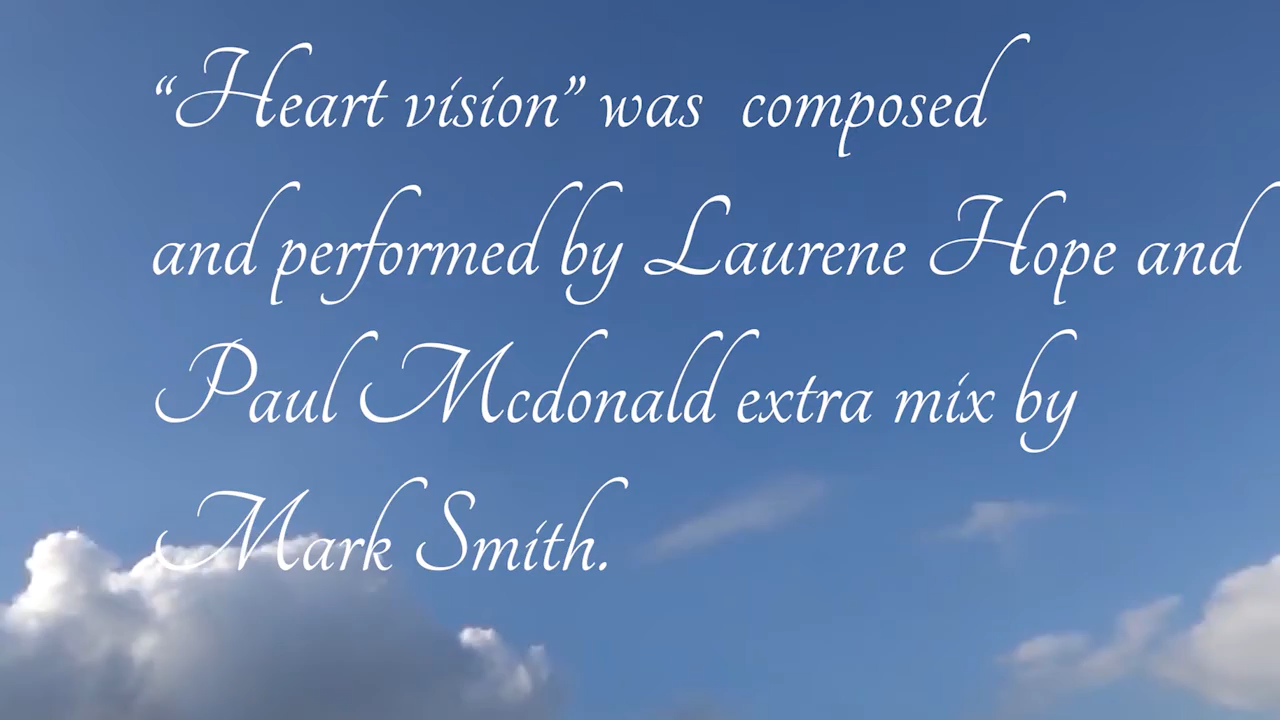 “Heart vision” was composed
and performed by Laurene Hope and
Paul Mcdonald extra mix by
Mark Smith.